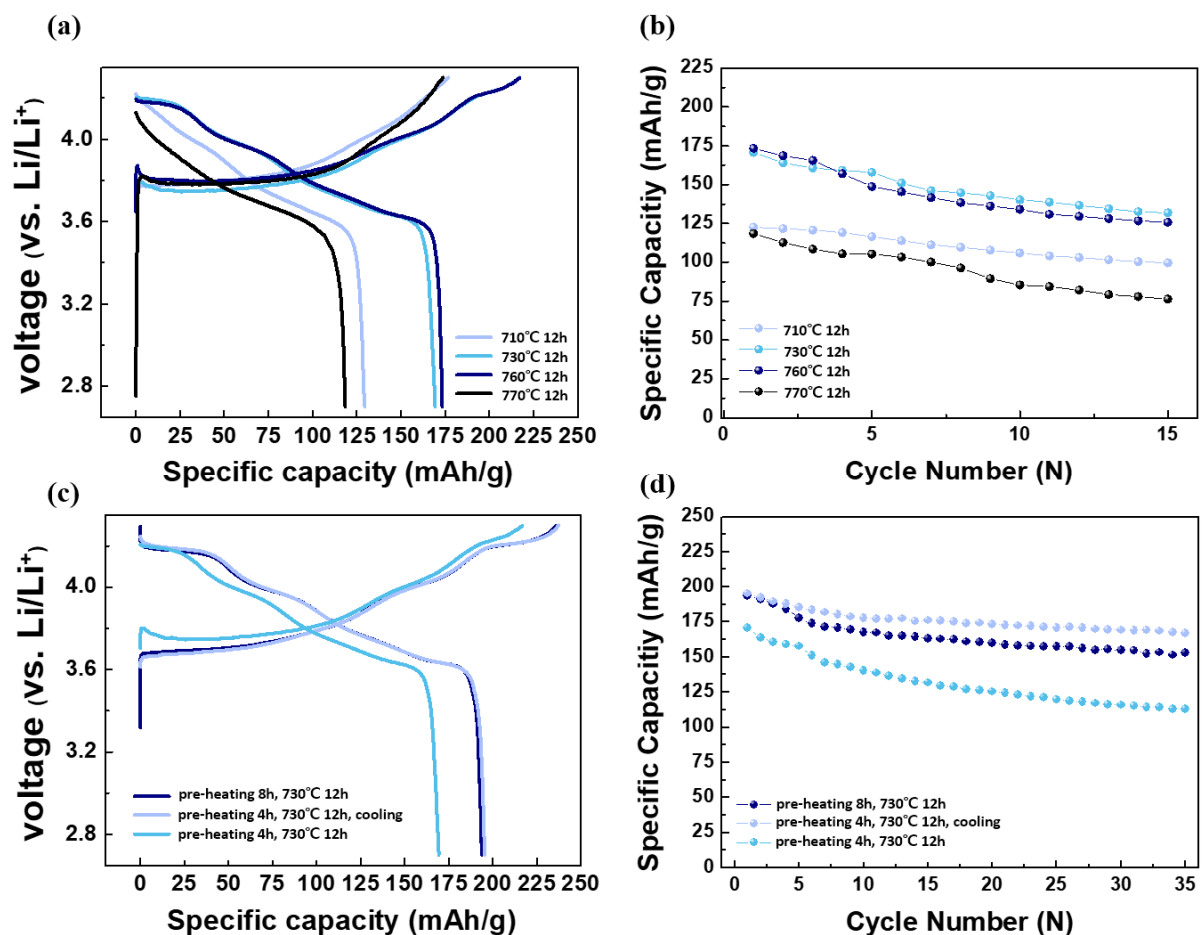 (a)
voltage (vs. Li/Li⁺)
4.0
3.6
3.2
2.8
0 25 50 75 100 125 150 175 200 225 250
Specific capacity (mAh/g)
710℃ 12h
730℃ 12h
760℃ 12h
770℃ 12h
(b)
Specific Capacitiy (mAh/g)
225
200
175
150
125
100
75
50
25
0
0 5 10 15
Cycle Number (N)
710℃ 12h
730℃ 12h
760℃ 12h
770℃ 12h
(c)
voltage (vs. Li/Li⁺)
4.0
3.6
3.2
2.8
0 25 50 75 100 125 150 175 200 225 250
Specific capacity (mAh/g)
pre-heating 8h, 730℃ 12h
pre-heating 4h, 730℃ 12h, cooling
pre-heating 4h, 730℃ 12h
(d)
Specific Capacitiy (mAh/g)
250
225
200
175
150
125
100
75
50
25
0
0 5 10 15 20 25 30 35
Cycle Number (N)
pre-heating 8h, 730℃ 12h
pre-heating 4h, 730℃ 12h, cooling
pre-heating 4h, 730℃ 12h